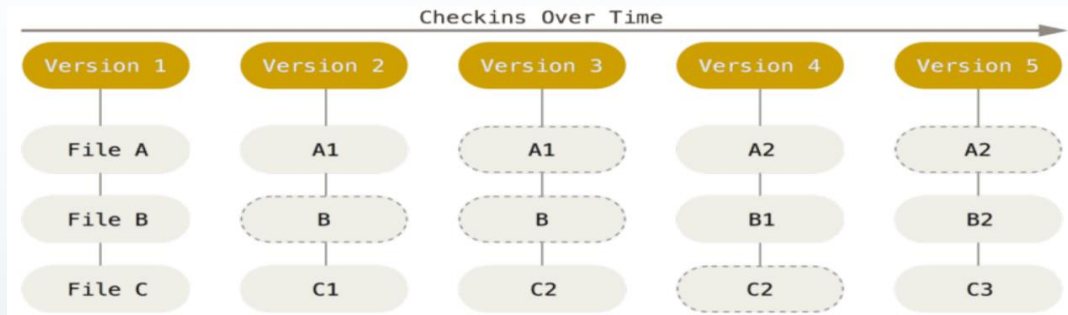 Checkins Over Time
Version 1 Version 2 Version 3 Version 4 Version 5
File A A1 A1 A2 A2
File B B B B1 B2
File C C1 C2 C2 C3